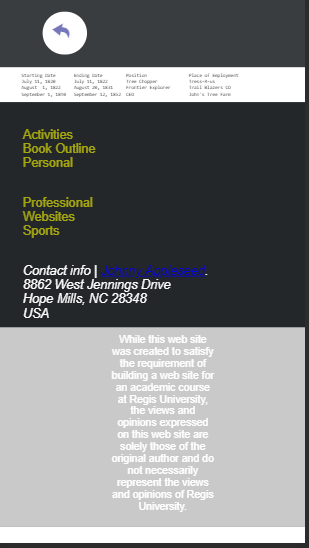 Starting Date Ending Date Position Place of Employment
July 11, 1820 July 11, 1822 Tree Chopper Trees-R-us
August 1, 1822 August 20, 1831 Frontier Explorer Trail Blazers CO
September 1, 1840 September 12, 1862 CEO John's Tree Farm
Activities
Book Outline
Personal
Professional
Websites
Sports
Contact info | Johnny Appleseed.
8862 West Jennings Drive
Hope Mills, NC 28348
USA
While this web site
was created to satisfy
the requirement of
building a web site for
an academic course
at Regis University,
the views and
opinions expressed
on this web site are
solely those of the
original author and do
not necessarily
represent the views
and opinions of Regis
University.